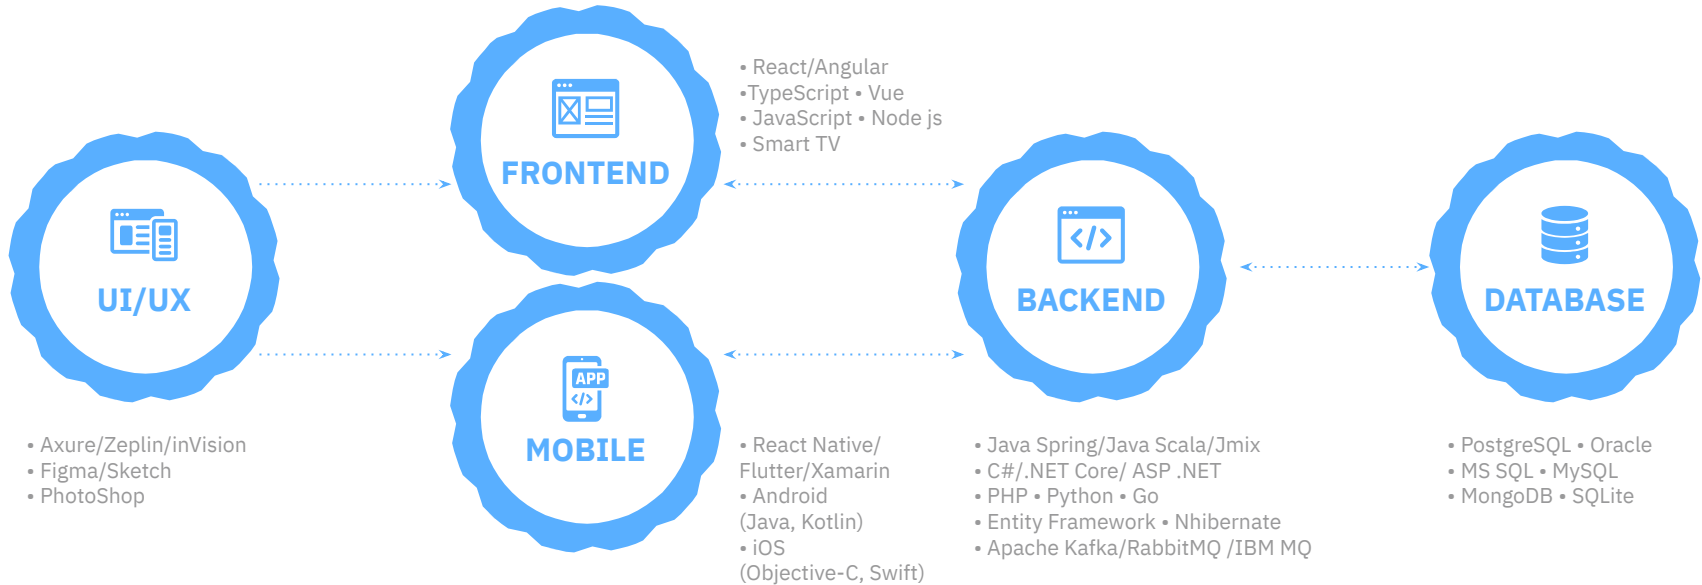 UI/UX
• Axure/Zeplin/inVision
• Figma/Sketch
• PhotoShop
FRONTEND
• React/Angular
•TypeScript • Vue
• JavaScript • Node js
• Smart TV
APP
</>
MOBILE
• React Native/
Flutter/Xamarin
• Android
(Java, Kotlin)
• iOS
(Objective-C, Swift)
</>
BACKEND
• Java Spring/Java Scala/Jmix
• C#/.NET Core/ ASP .NET
• PHP • Python • Go
• Entity Framework • Nhibernate
• Apache Kafka/RabbitMQ /IBM MQ
DATABASE
• PostgreSQL • Oracle
• MS SQL • MySQL
• MongoDB • SQLite